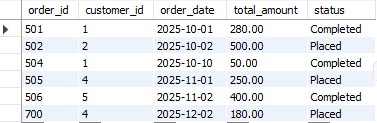 order_id customer_id order_date total_amount status
501 1 2025-10-01 280.00 Completed
502 2 2025-10-02 500.00 Placed
504 1 2025-10-10 50.00 Completed
505 4 2025-11-01 250.00 Placed
506 5 2025-11-02 400.00 Completed
700 4 2025-12-02 180.00 Placed